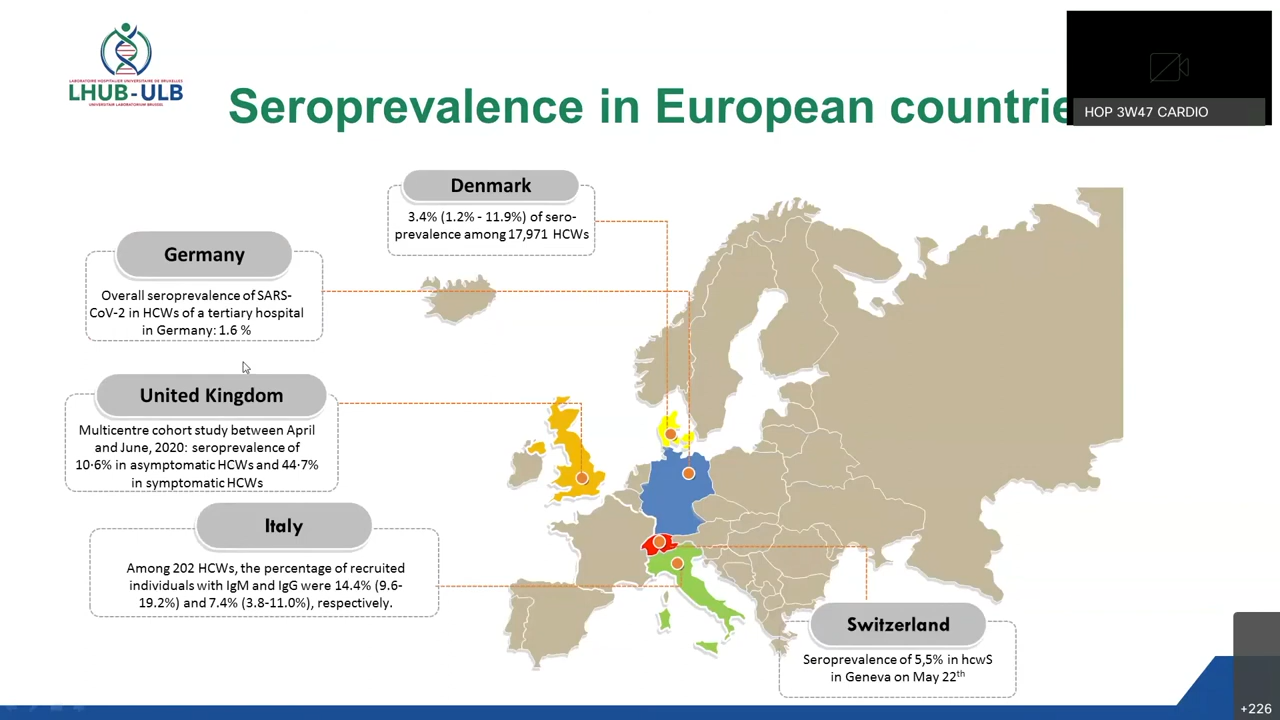 LABORATOIRE HOSPITALIER UNIVERSITAIRE DE BRUXELLES
LHUB-ULB
UNIVERSITAIR LABORATORIUM BRUSSEL
HOP 3W47 CARDIO
Seroprevalence in European countrie
Denmark
3.4% (1.2% - 11.9%) of sero-
prevalence among 17,971 HCWs
Germany
Overall seroprevalence of SARS-
CoV-2 in HCWs of a tertiary hospital
in Germany: 1.6 %
United Kingdom
Multicentre cohort study between April
and June, 2020: seroprevalence of
10·6% in asymptomatic HCWs and 44·7%
in symptomatic HCWs
Italy
Among 202 HCWs, the percentage of recruited
individuals with IgM and IgG were 14.4% (9.6-
19.2%) and 7.4% (3.8-11.0%), respectively.
Switzerland
Seroprevalence of 5,5% in hcwS
in Geneva on May 22th
+226